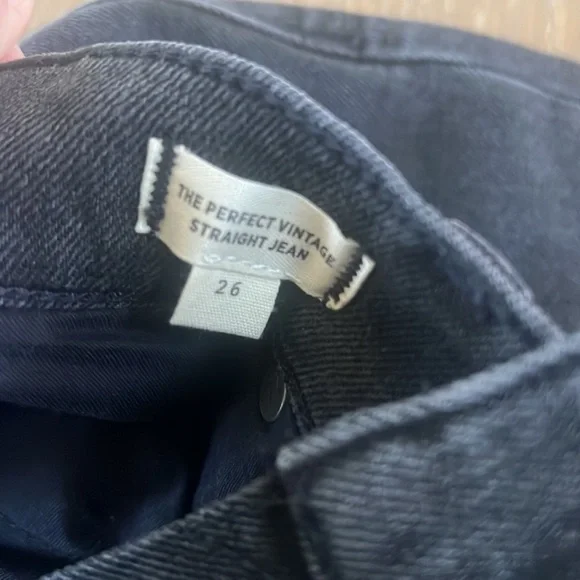 THE PERFECT VINTAGE
STRAIGHT JEAN
26